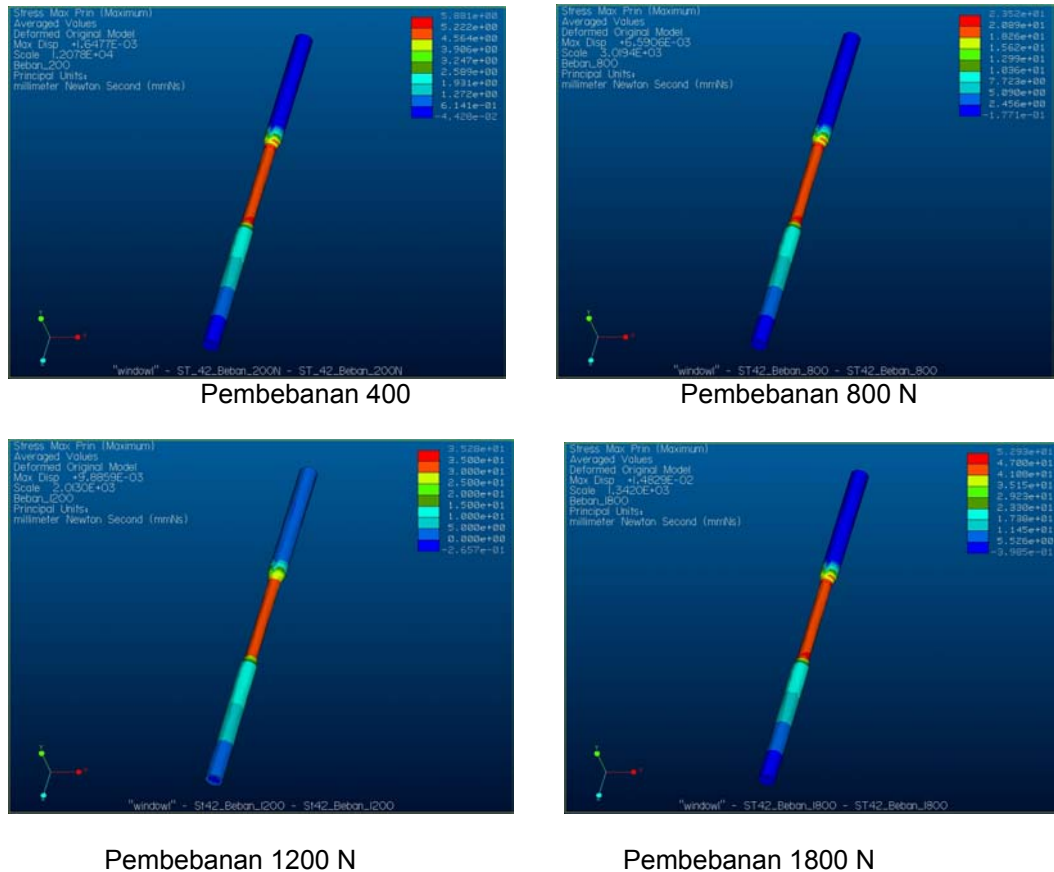 Stress Max Prin (Maximum)
Averaged Values
Deformed Original Model
Max Disp +1.6477E-03
Scale 1.2078E+04
Beban_200
Principal Units:
millimeter Newton Second (mmNs)
5.881e+00
5.222e+00
4.564e+00
3.906e+00
3.247e+00
2.589e+00
1.931e+00
1.272e+00
6.141e-01
-4.428e-02
"window1" - ST_42_Beban_200N - ST_42_Beban_200N
Pembebanan 400
Stress Max Prin (Maximum)
Averaged Values
Deformed Original Model
Max Disp +6.5906E-03
Scale 3.0194E+03
Beban_800
Principal Units:
millimeter Newton Second (mmNs)
2.352e+01
2.089e+01
1.826e+01
1.562e+01
1.299e+01
1.036e+01
7.723e+00
5.090e+00
2.456e+00
-1.771e-01
"window1" - ST42_Beban_800 - ST42_Beban_800
Pembebanan 800 N
Stress Max Prin (Maximum)
Averaged Values
Deformed Original Model
Max Disp +9.8859E-03
Scale 2.0130E+03
Beban_1200
Principal Units:
millimeter Newton Second (mmNs)
3.528e+01
3.500e+01
3.000e+01
2.500e+01
2.000e+01
1.500e+01
1.000e+01
5.000e+00
0.000e+00
-2.657e-01
"window1" - St42_Beban_1200 - St42_Beban_1200
Pembebanan 1200 N
Stress Max Prin (Maximum)
Averaged Values
Deformed Original Model
Max Disp +1.4829E-02
Scale 1.3420E+03
Beban_1800
Principal Units:
millimeter Newton Second (mmNs)
5.293e+01
4.700e+01
4.108e+01
3.515e+01
2.923e+01
2.330e+01
1.738e+01
1.145e+01
5.526e+00
-3.985e-01
"window1" - ST42_Beban_1800 - ST42_Beban_1800
Pembebanan 1800 N